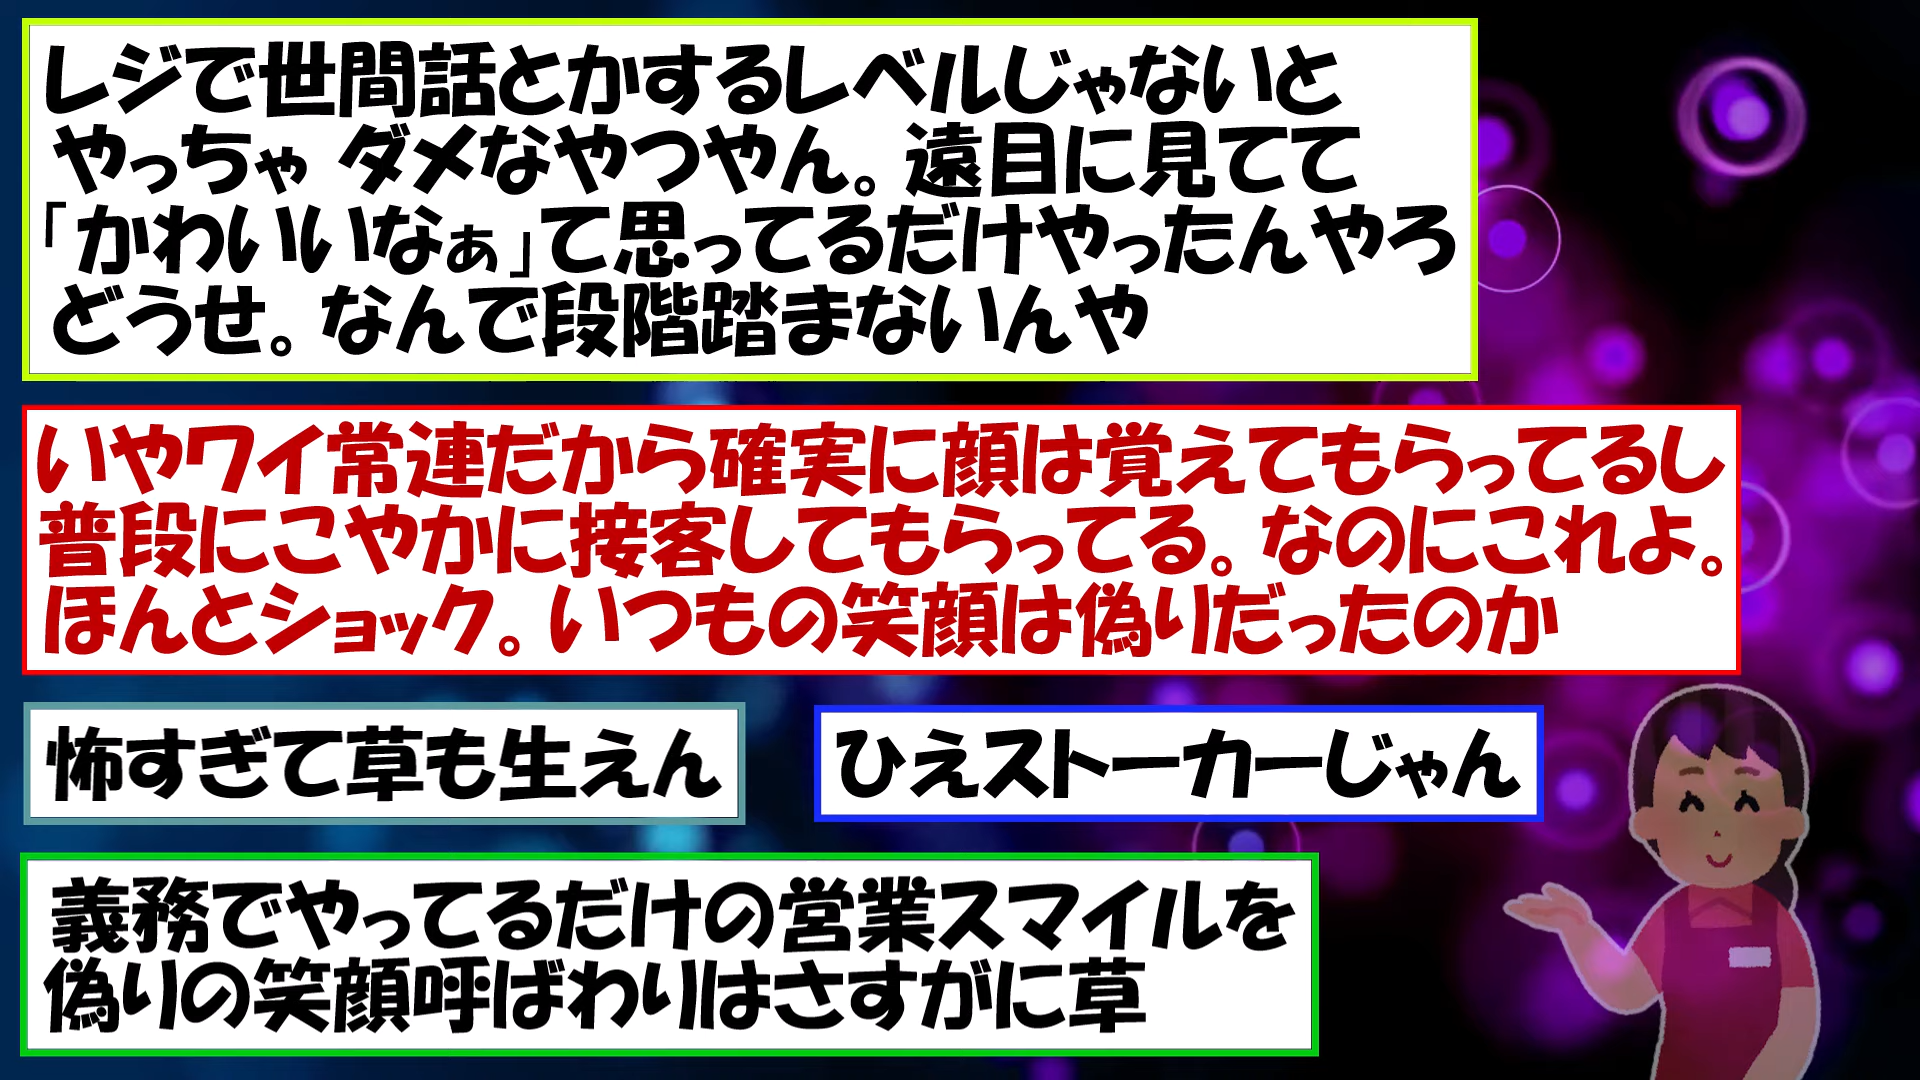 レジで世間話とかするレベルじゃないと
やっちゃ ダメなやつやん。遠目に見てて
「かわいいなぁ」て思ってるだけやったんやろ
どうせ。なんで段階踏まないんや
いやワイ常連だから確実に顔は覚えてもらってるし
普段にこやかに接客してもらってる。なのにこれよ。
ほんとショック。いつもの笑顔は偽りだったのか
怖すぎて草も生えん
ひえストーカーじゃん
義務でやってるだけの営業スマイルを
偽りの笑顔呼ばわりはさすがに草